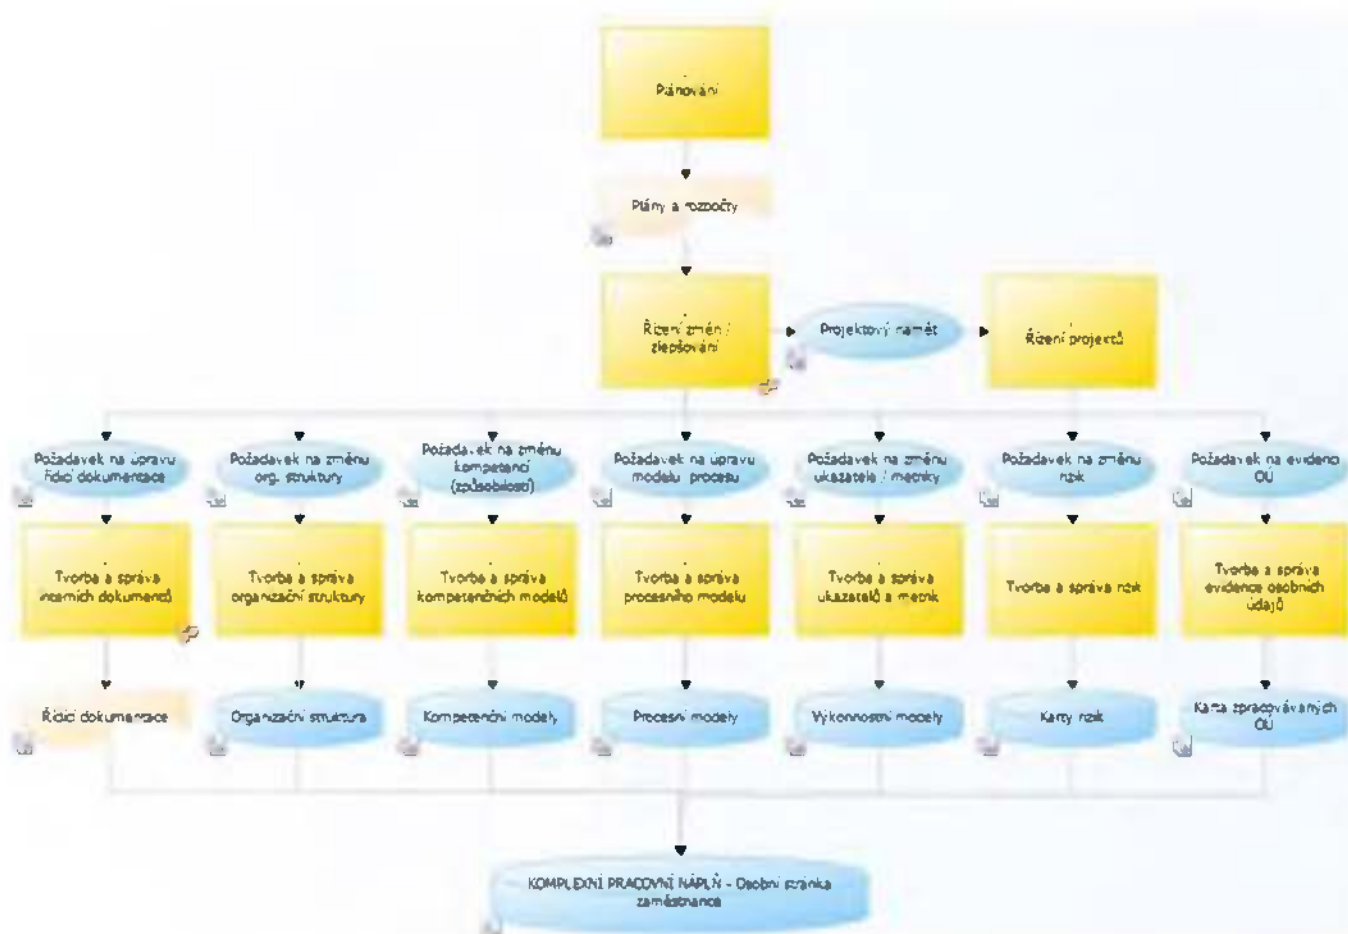 Plánování
Plány a rozpočty
Řízení změn /
zlepšování
Projektový namět
Řízení projektů
Požadavek na úpravu
řídicí dokumentace
Požadavek na změnu
org. struktury
Požadavek na změnu
kompetencí
(způsobilostí)
Požadavek na úpravu
modelu procesu
Požadavek na změnu
ukazatele / metriky
Požadavek na změnu
rizik
Požadavek na evidenci
OÚ
Tvorba a správa
interních dokumentů
Tvorba a správa
organizační struktury
Tvorba a správa
kompetenčních modelů
Tvorba a správa
procesního modelu
Tvorba a správa
ukazatelů a metrik
Tvorba a správa rizik
Tvorba a správa
evidence osobních
údajů
Řídicí dokumentace
Organizační struktura
Kompetenční modely
Procesní modely
Výkonnostní modely
Karty rizik
Karta zpracovávaných
OÚ
KOMPLEXNÍ PRACOVNÍ NÁPLŇ - Osobní stránka
zaměstnance